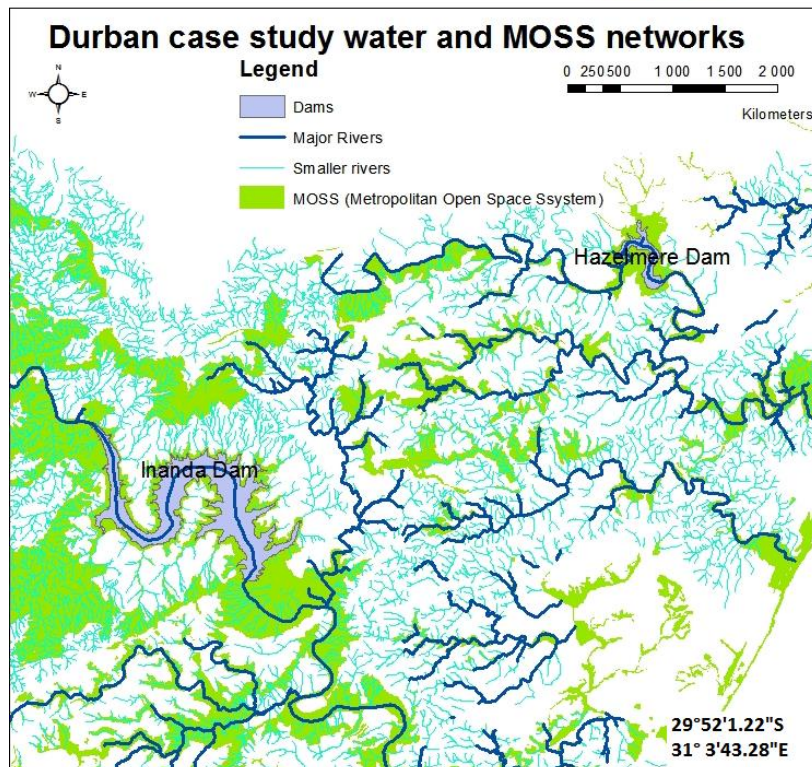 Durban case study water and MOSS networks
Legend
N
W E
S
0 250 500 1 000 1 500 2 000
Kilometers
Dams
Major Rivers
Smaller rivers
MOSS (Metropolitan Open Space Ssystem)
Hazelmere Dam
Inanda Dam
29°52'1.22"S
31° 3'43.28"E